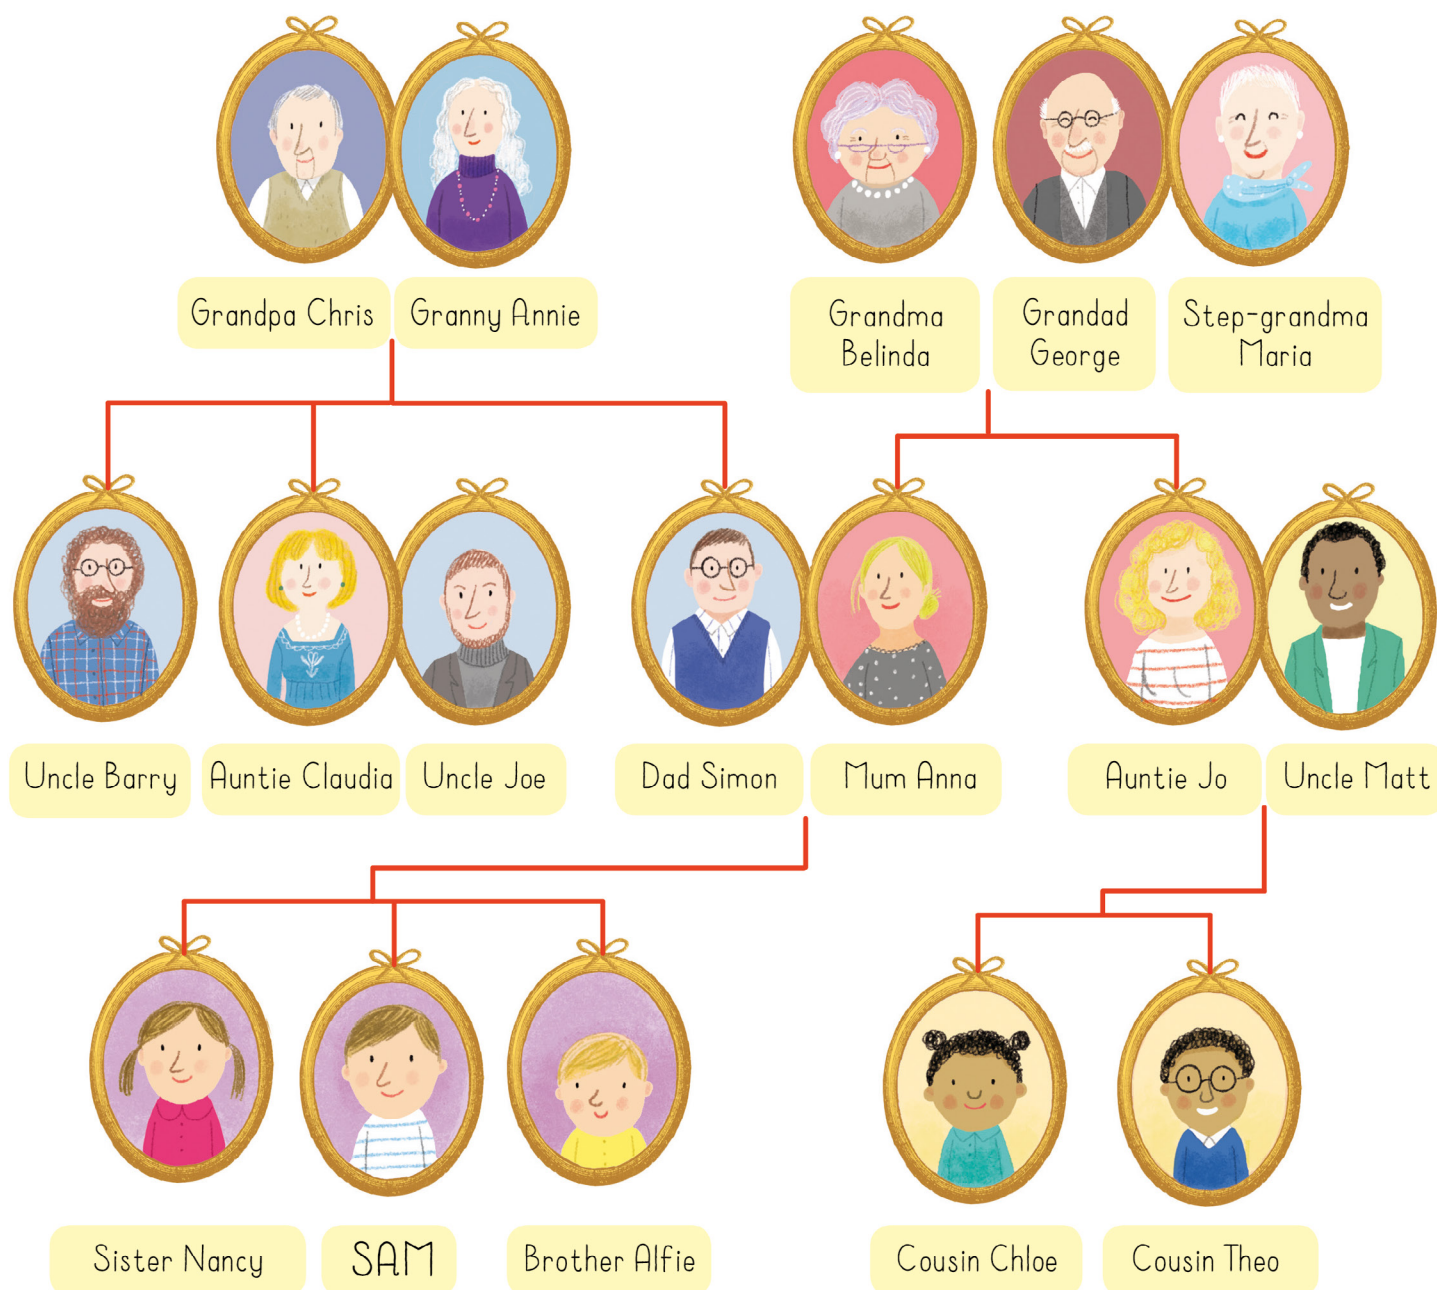 Grandpa Chris
Granny Annie
Grandma
Belinda
Grandad
George
Step-grandma
Maria
Uncle Barry
Auntie Claudia
Uncle Joe
Dad Simon
Mum Anna
Auntie Jo
Uncle Matt
Sister Nancy
SAM
Brother Alfie
Cousin Chloe
Cousin Theo